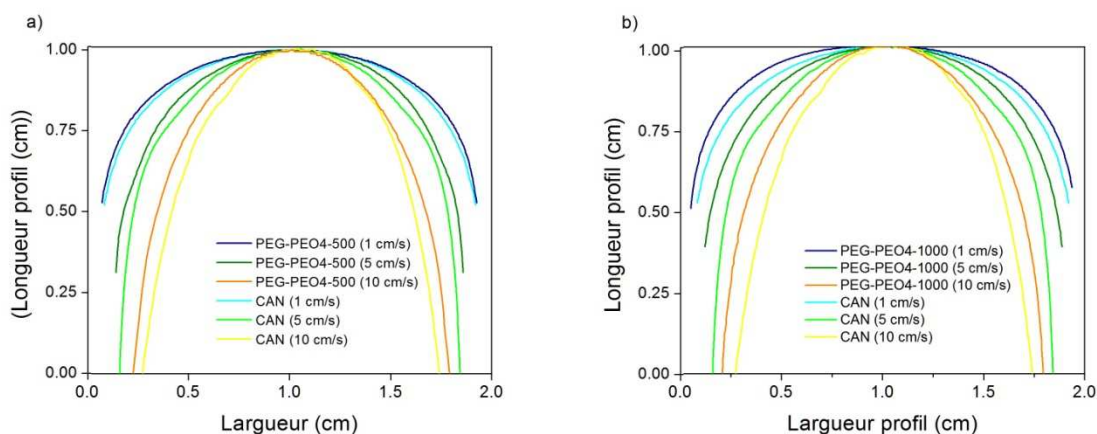 a)
(Longueur profil (cm))
1.00
0.75
0.50
0.25
0.00
PEG-PEO4-500 (1 cm/s)
PEG-PEO4-500 (5 cm/s)
PEG-PEO4-500 (10 cm/s)
CAN (1 cm/s)
CAN (5 cm/s)
CAN (10 cm/s)
0.0 0.5 1.0 1.5 2.0
Largueur (cm)
b)
Longueur profil (cm)
1.00
0.75
0.50
0.25
0.00
PEG-PEO4-1000 (1 cm/s)
PEG-PEO4-1000 (5 cm/s)
PEG-PEO4-1000 (10 cm/s)
CAN (1 cm/s)
CAN (5 cm/s)
CAN (10 cm/s)
0.0 0.5 1.0 1.5 2.0
Largueur profil (cm)